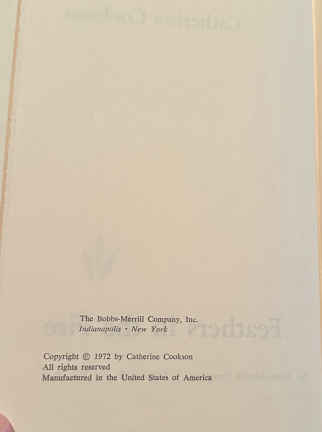 The Bobbs-Merrill Company, Inc.
Indianapolis · New York
Copyright © 1972 by Catherine Cookson
All rights reserved
Manufactured in the United States of America